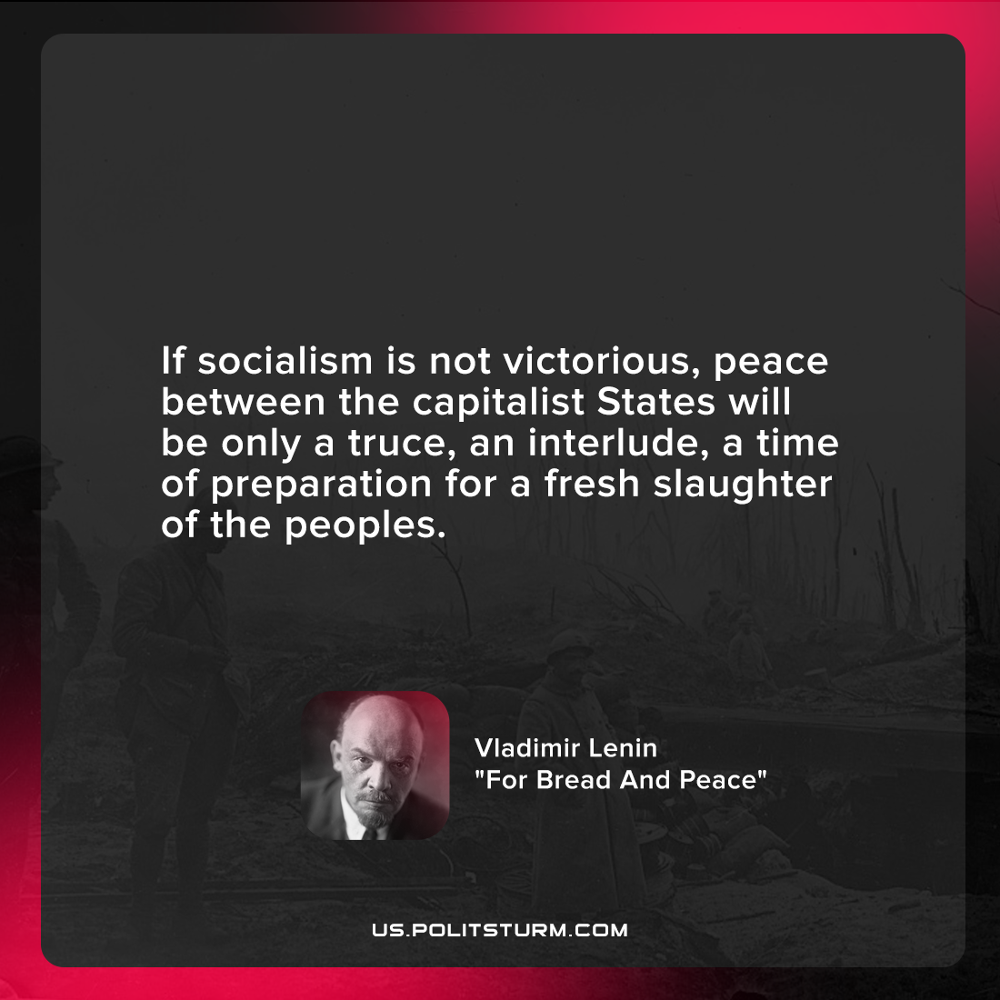 If socialism is not victorious, peace
between the capitalist States will
be only a truce, an interlude, a time
of preparation for a fresh slaughter
of the peoples.
Vladimir Lenin
"For Bread And Peace"
US.POLITSTURM.COM